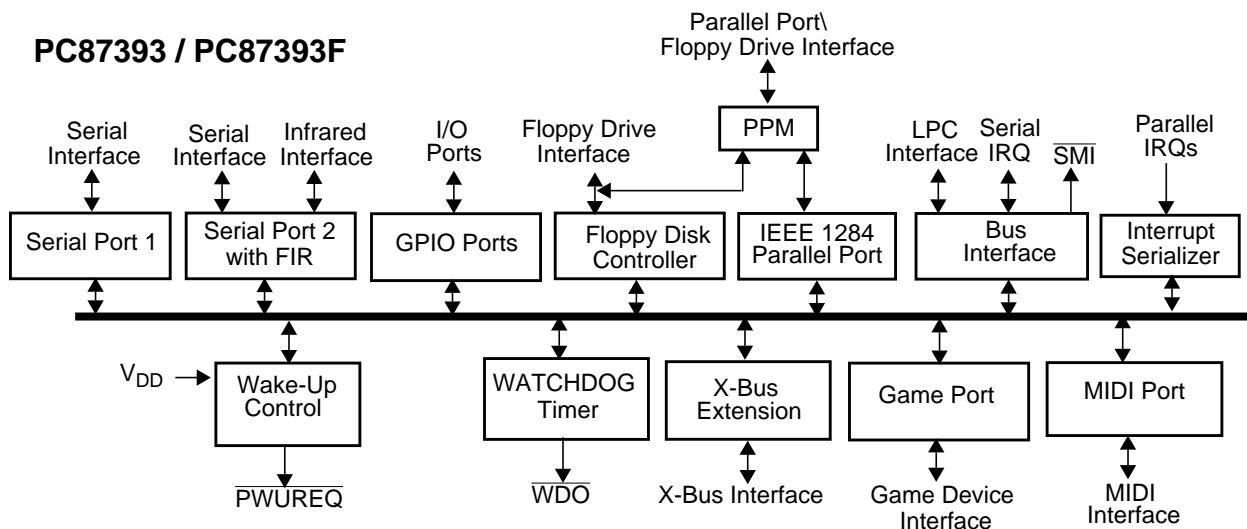 PC87393 / PC87393F
Parallel Port\
Floppy Drive Interface
PPM
Serial
Interface
Serial
Interface
Infrared
Interface
I/O
Ports
Floppy Drive
Interface
LPC
Interface
Serial
IRQ
SMI
Parallel
IRQs
Serial Port 1
Serial Port 2
with FIR
GPIO Ports
Floppy Disk
Controller
IEEE 1284
Parallel Port
Bus
Interface
Interrupt
Serializer
VDD
Wake-Up
Control
WATCHDOG
Timer
X-Bus
Extension
Game Port
MIDI Port
PWUREQ
WDO
X-Bus Interface
Game Device
Interface
MIDI
Interface